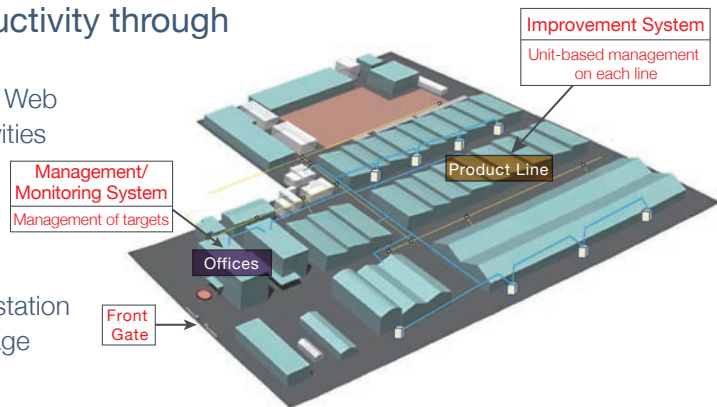 uctivity through
Web
vities
station
age
Improvement System
Unit-based management
on each line
Product Line
Management/
Monitoring System
Management of targets
Offices
Front
Gate